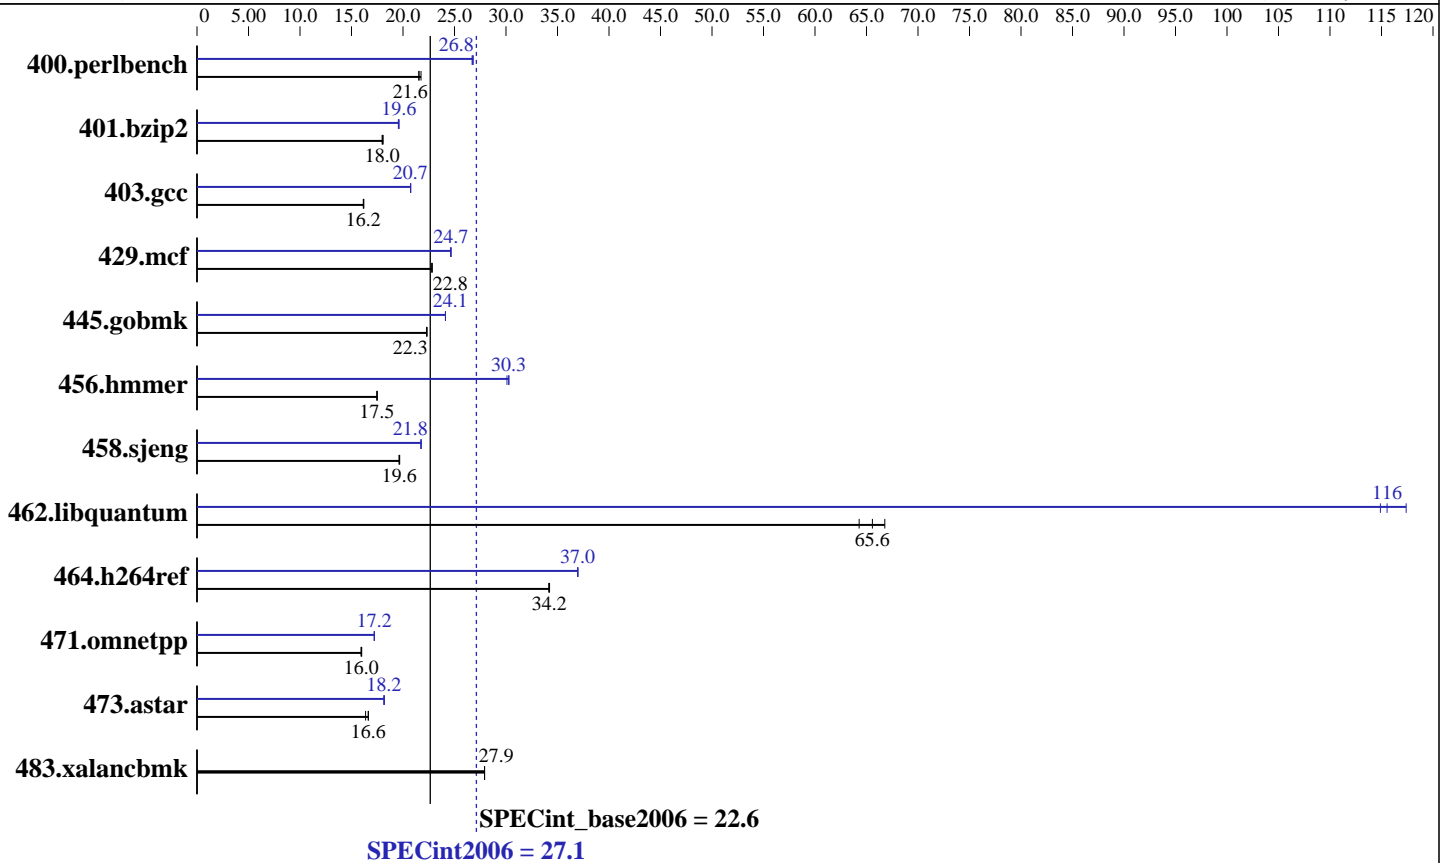 0 5.00 10.0 15.0 20.0 25.0 30.0 35.0 40.0 45.0 50.0 55.0 60.0 65.0 70.0 75.0 80.0 85.0 90.0 95.0 100 105 110 115 120
26.8
400.perlbench
21.6
19.6
401.bzip2
18.0
20.7
403.gcc
16.2
24.7
429.mcf
22.8
24.1
445.gobmk
22.3
30.3
456.hmmer
17.5
21.8
458.sjeng
19.6
116
462.libquantum
65.6
37.0
464.h264ref
34.2
17.2
471.omnetpp
16.0
18.2
473.astar
16.6
27.9
483.xalancbmk
SPECint_base2006 = 22.6
SPECint2006 = 27.1